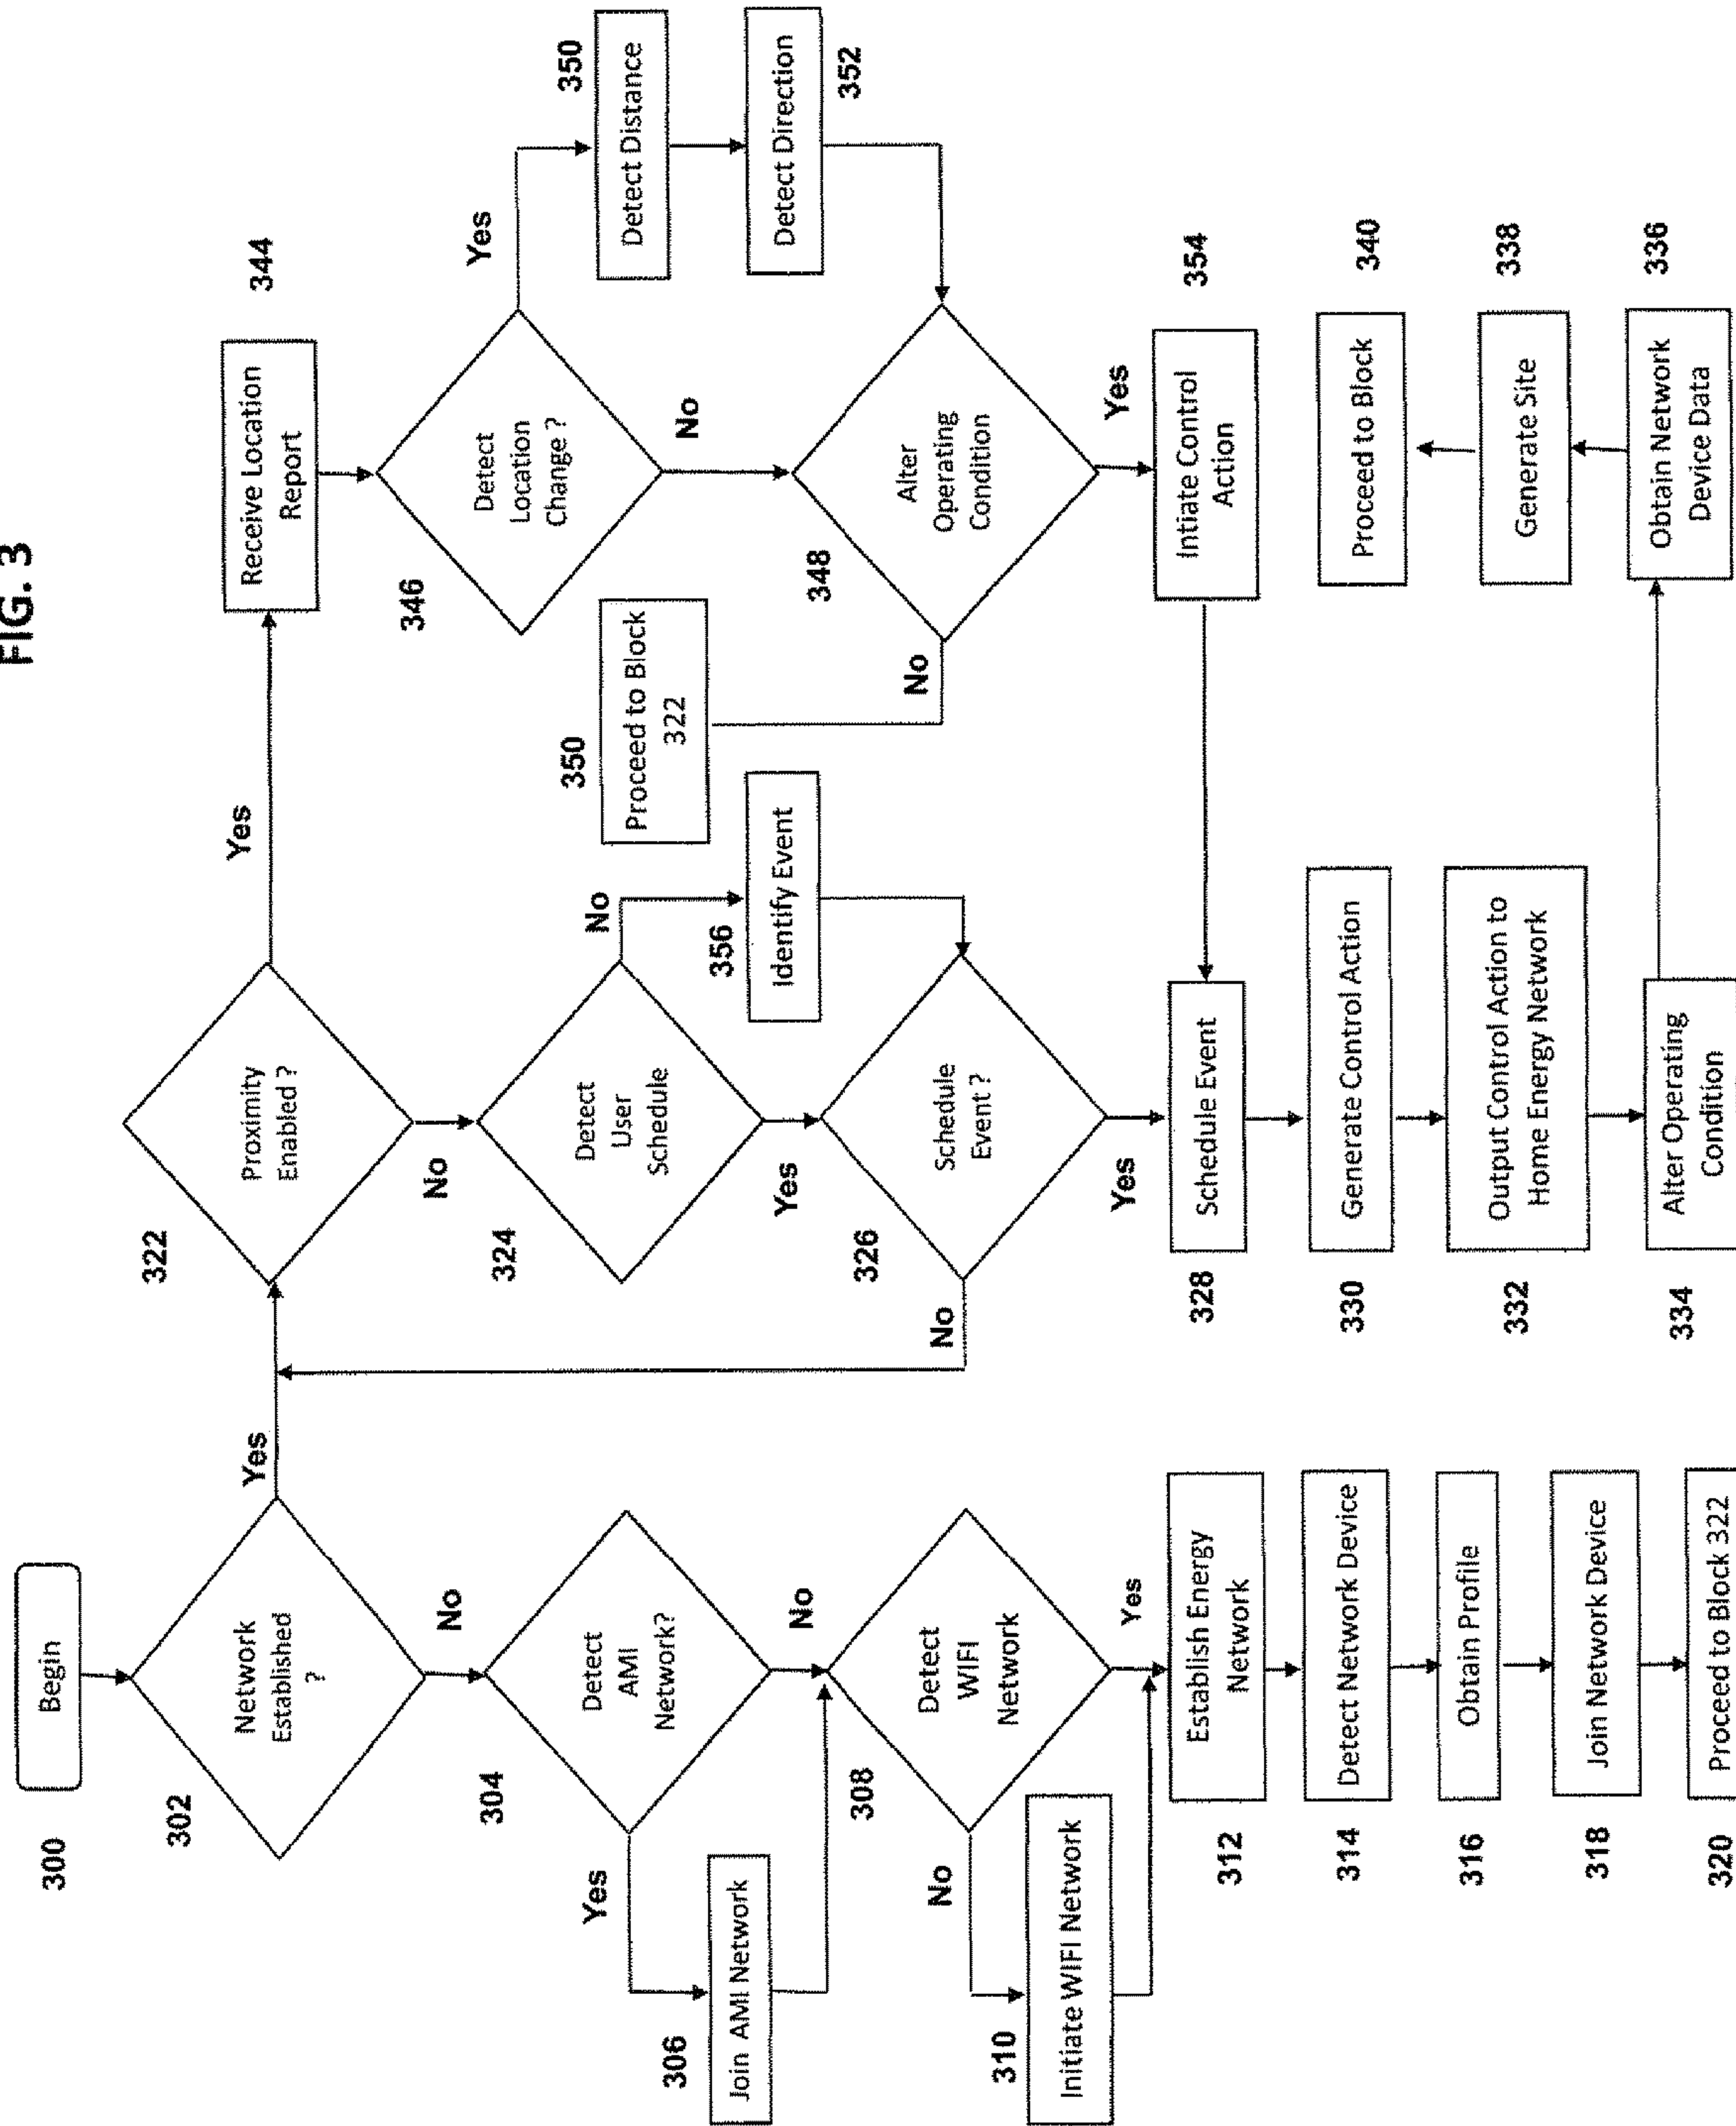 FIG. 3
300
Begin
302
Network
Established
?
Yes
No
304
Detect
AMI
Network?
Yes
No
306
Join AMI Network
308
Detect
WIFI
Network
No
Yes
310
Initiate WIFI Network
312
Establish Energy
Network
314
Detect Network Device
316
Obtain Profile
318
Join Network Device
320
Proceed to Block 322
322
Proximity
Enabled ?
Yes
No
324
Detect
User
Schedule
No
Yes
356
Identify Event
326
Schedule
Event ?
No
Yes
328
Schedule Event
330
Generate Control Action
332
Output Control Action to
Home Energy Network
334
Alter Operating
Condition
344
Receive Location
Report
346
Detect
Location
Change ?
Yes
No
350
Detect Distance
352
Detect Direction
350
Proceed to Block
322
348
Alter
Operating
Condition
No
Yes
354
Intiate Control
Action
340
Proceed to Block
338
Generate Site
336
Obtain Network
Device Data